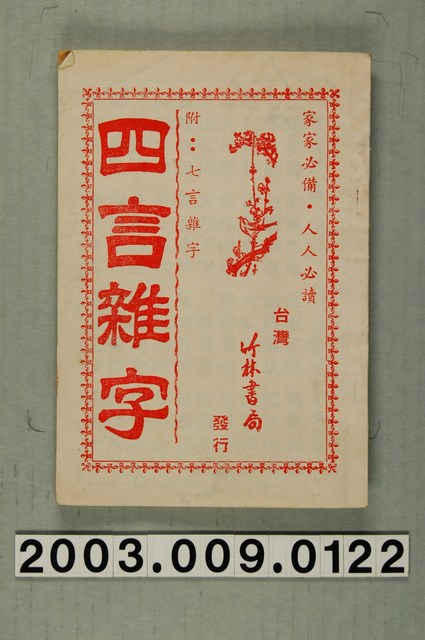 家家必備·人人必讀
台灣
竹林書局
發行
附:七言雜字
四言雜字
2003.009.0122